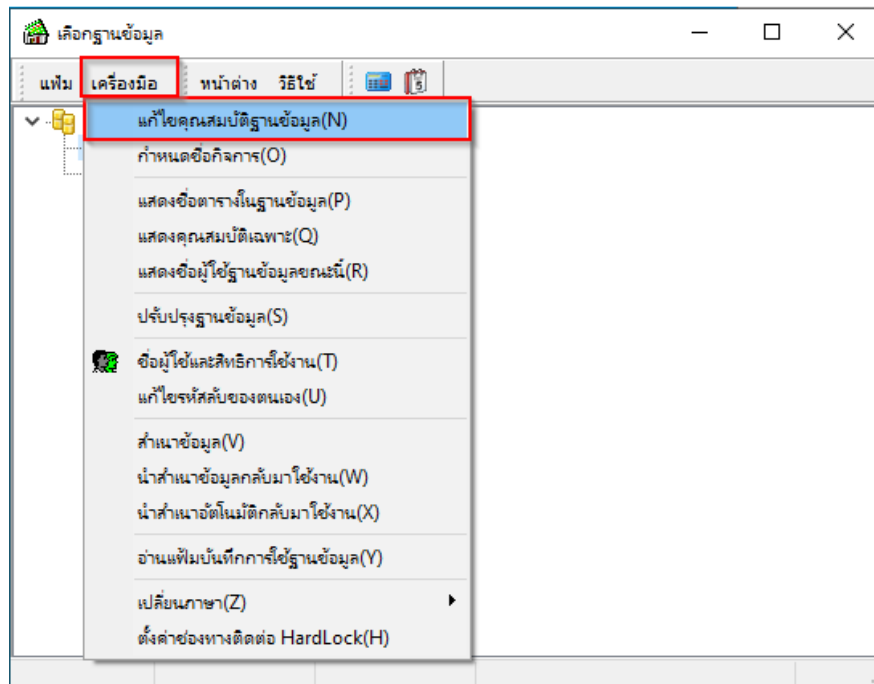 เลือกฐานข้อมูล
แฟ้ม เครื่องมือ หน้าต่าง วิธีใช้ 5
แก้ไขคุณสมบัติฐานข้อมูล(N)
กำหนดชื่อกิจการ(O)
แสดงชื่อตารางในฐานข้อมูล(P)
แสดงคุณสมบัติเฉพาะ(Q)
แสดงชื่อผู้ใช้ฐานข้อมูลขณะนี้(R)
ปรับปรุงฐานข้อมูล(S)
ชื่อผู้ใช้และสิทธิการใช้งาน(T)
แก้ไขรหัสลับของตนเอง(U)
สำเนาข้อมูล(V)
นำสำเนาข้อมูลกลับมาใช้งาน(W)
นำสำเนาอัตโนมัติกลับมาใช้งาน(X)
อ่านแฟ้มบันทึกการใช้ฐานข้อมูล(Y)
เปลี่ยนภาษา(Z)
ตั้งค่าช่องทางติดต่อ HardLock(H)